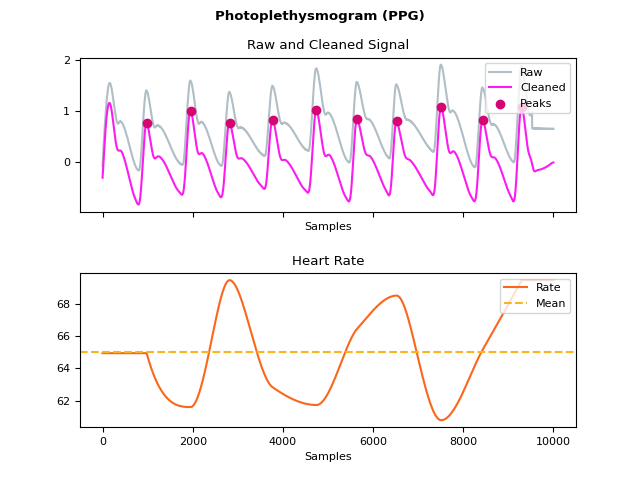 Photoplethysmogram (PPG)
Raw and Cleaned Signal
2
1
0
Raw
Cleaned
Peaks
Samples
Heart Rate
68
66
64
62
Rate
Mean
0
2000
4000
6000
8000
10000
Samples